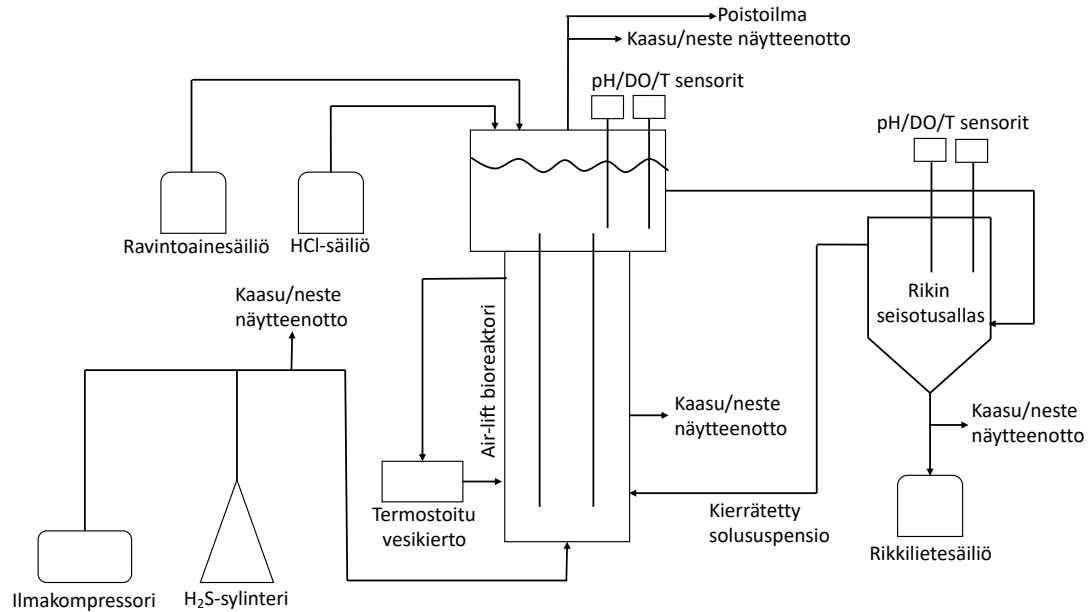 Poistoilma
Kaasu/neste näytteenotto
pH/DO/T sensorit
pH/DO/T sensorit
Ravintoainesäiliö
HCl-säiliö
Kaasu/neste
näytteenotto
Rikin
seisotusallas
Air-lift bioreaktori
Kaasu/neste
näytteenotto
Kaasu/neste
näytteenotto
Termostoitu
vesikierto
Kierrätetty
solususpensio
Rikkilietesäiliö
Ilmakompressori
H₂S-sylinteri